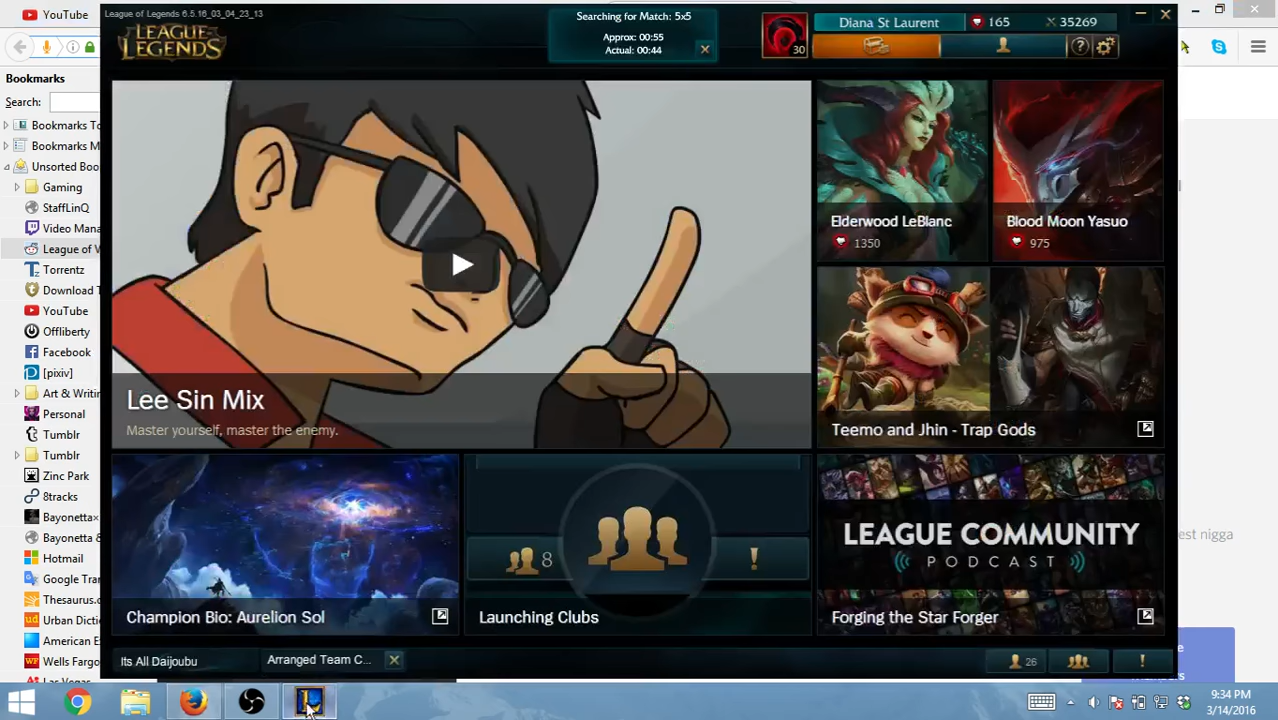 YouTube
League of Legends 6.5.16_03_04_23_13
LEAGUE
LEGENDS
Searching for Match: 5x5
Approx: 00:55
Actual: 00:44
30
Diana St Laurent
165
35269
Bookmarks
Search:
Bookmarks To
Bookmarks M
Unsorted Boo
Gaming
StaffLinQ
Video Mana
League of V
Torrentz
Download T
YouTube
Offliberty
Facebook
[pixiv]
Art & Writin
Personal
Tumblr
Tumblr
Zinc Park
8tracks
Bayonetta×
Bayonetta &
Hotmail
Google Tran
Thesaurus.c
Urban Dictio
American E
Wells Fargo
Las Vegas
Lee Sin Mix
Master yourself, master the enemy.
Elderwood LeBlanc
1350
Blood Moon Yasuo
975
Teemo and Jhin - Trap Gods
Champion Bio: Aurelion Sol
8
Launching Clubs
LEAGUE COMMUNITY
PODCAST
Forging the Star Forger
est nigga
Its All Daijoubu
Arranged Team C...
26
9:34 PM
3/14/2016